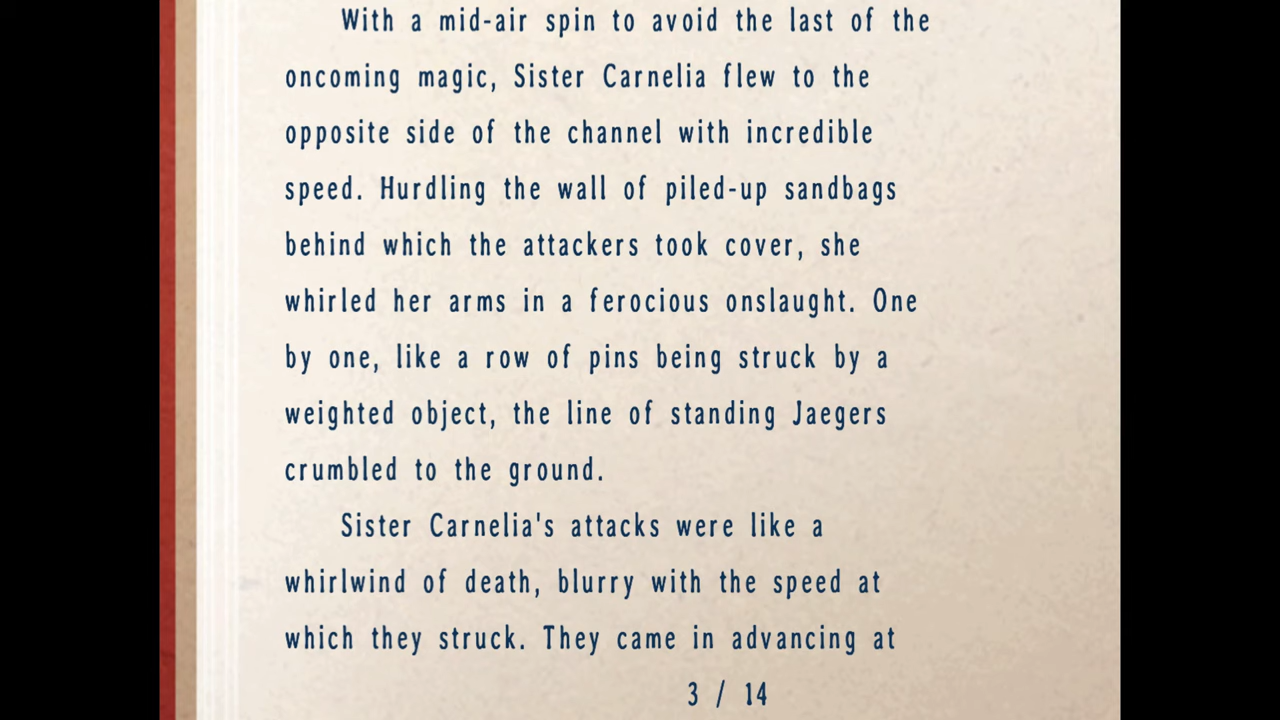 With a mid-air spin to avoid the last of the
oncoming magic, Sister Carnelia flew to the
opposite side of the channel with incredible
speed. Hurdling the wall of piled-up sandbags
behind which the attackers took cover, she
whirled her arms in a ferocious onslaught. One
by one, like a row of pins being struck by a
weighted object, the line of standing Jaegers
crumbled to the ground.
Sister Carnelia's attacks were like a
whirlwind of death, blurry with the speed at
which they struck. They came in advancing at
3 / 14